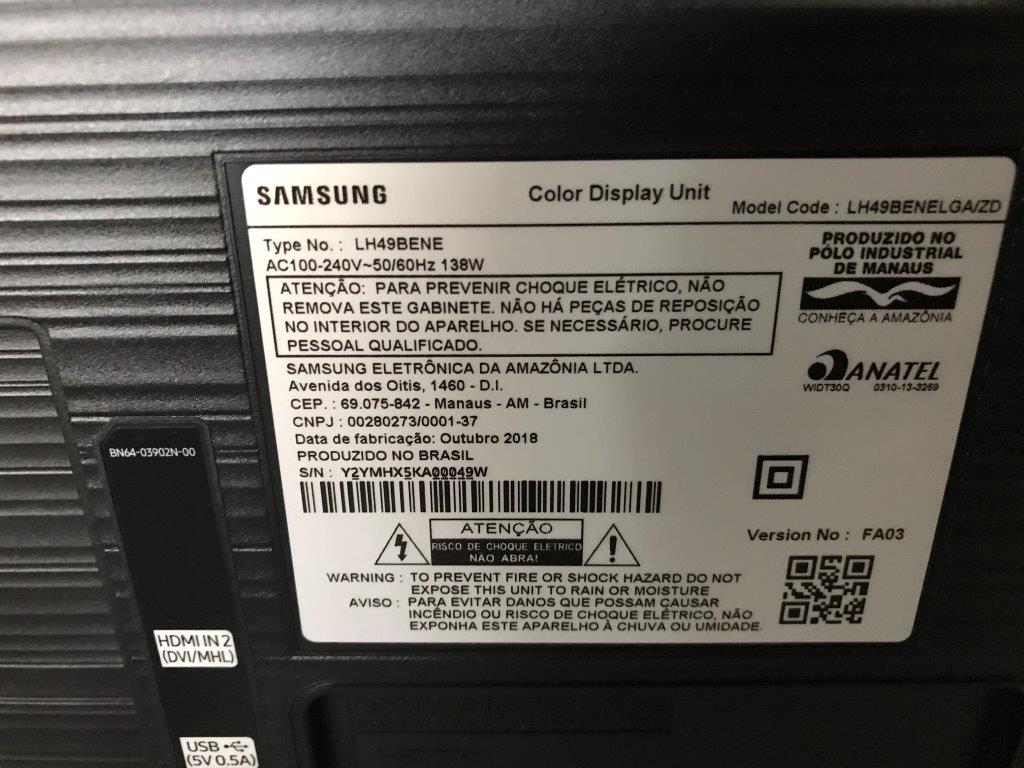 SAMSUNG
Color Display Unit
Model Code : LH49BENELGA/ZD
Type No. : LH49BENE
AC100-240V~50/60Hz 138W
ATENÇÃO: PARA PREVENIR CHOQUE ELÉTRICO, NÃO
REMOVA ESTE GABINETE. NÃO HÁ PEÇAS DE REPOSIÇÃO
NO INTERIOR DO APARELHO. SE NECESSÁRIO, PROCURE
PESSOAL QUALIFICADO.
SAMSUNG ELETRÔNICA DA AMAZÔNIA LTDA.
Avenida dos Oitis, 1460 - D.I.
CEP. : 69.075-842 - Manaus - AM - Brasil
CNPJ : 00280273/0001-37
Data de fabricação: Outubro 2018
PRODUZIDO NO BRASIL
S/N : Y2YMHX5KA00049W
PRODUZIDO NO
PÓLO INDUSTRIAL
DE MANAUS
CONHEÇA A AMAZÔNIA
ANATEL
WIDT30Q 0310-13-3269
ATENÇÃO
RISCO DE CHOQUE ELETRICO
NÃO ABRA!
Version No : FA03
WARNING : TO PREVENT FIRE OR SHOCK HAZARD DO NOT
EXPOSE THIS UNIT TO RAIN OR MOISTURE
AVISO : PARA EVITAR DANOS QUE POSSAM CAUSAR
INCÊNDIO OU RISCO DE CHOQUE ELÉTRICO, NÃO
EXPONHA ESTE APARELHO À CHUVA OU UMIDADE.
BN64-03902N-00
HDMI IN 2
(DVI/MHL)
USB
(5V 0.5A)